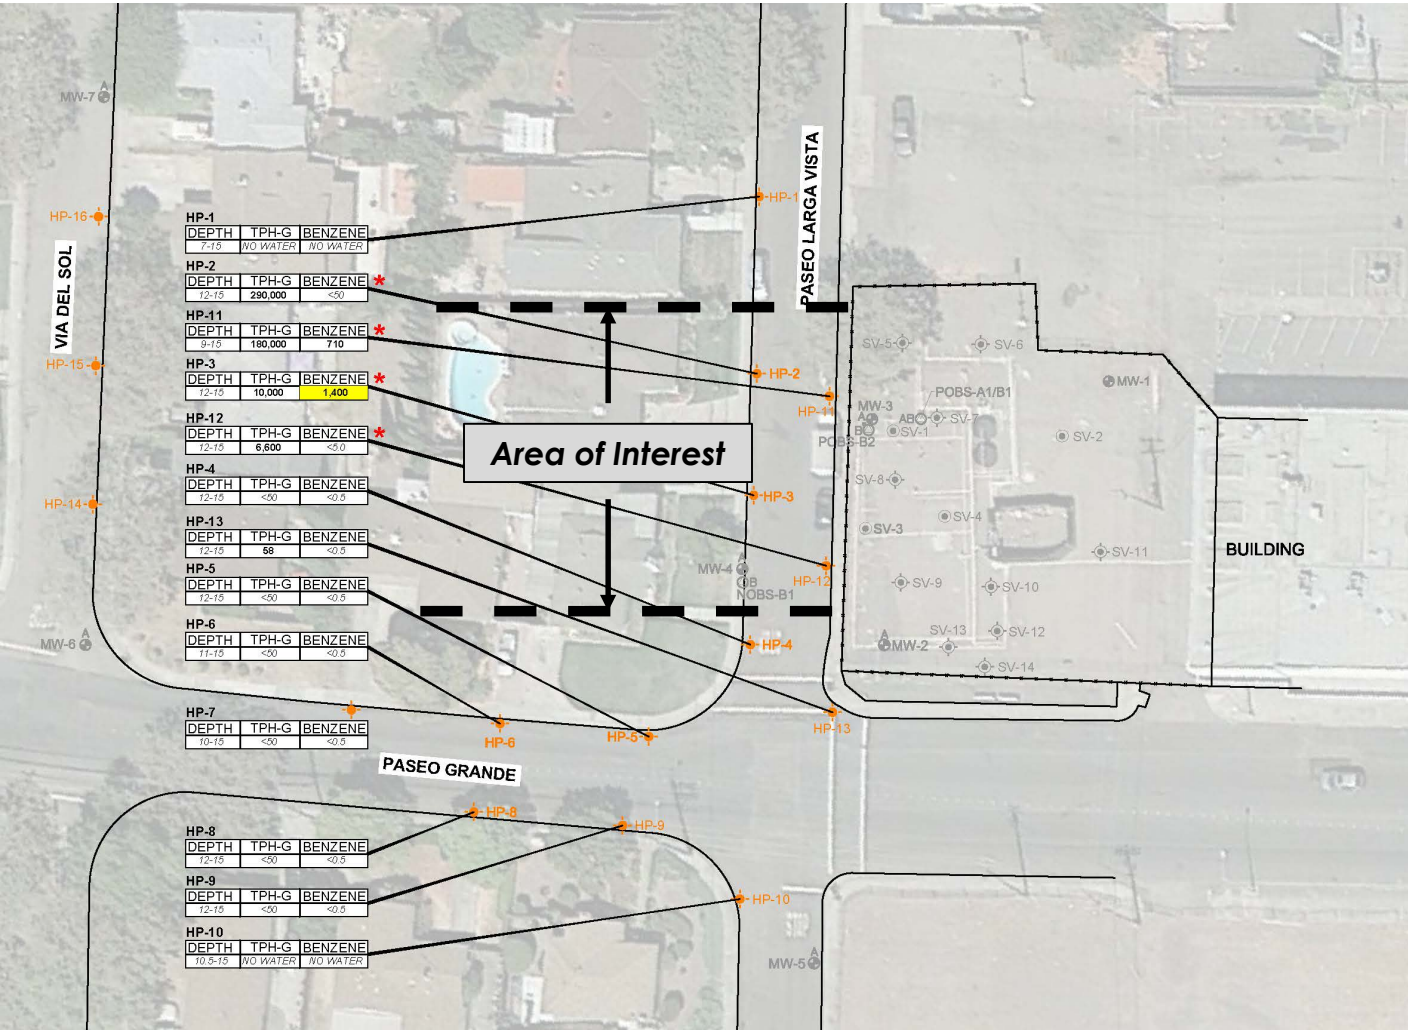 MW-7
A
HP-16
VIA DEL SOL
HP-15
HP-14
A
MW-6
HP-1
DEPTH TPH-G BENZENE
7-15 NO WATER NO WATER
HP-2
DEPTH TPH-G BENZENE *
12-15 290,000 <50
HP-11
DEPTH TPH-G BENZENE *
9-15 180,000 710
HP-3
DEPTH TPH-G BENZENE *
12-15 10,000 1,400
HP-12
DEPTH TPH-G BENZENE *
12-15 6,600 <5.0
HP-4
DEPTH TPH-G BENZENE
12-15 <50 <0.5
HP-13
DEPTH TPH-G BENZENE
12-15 58 <0.5
HP-5
DEPTH TPH-G BENZENE
12-15 <50 <0.5
HP-6
DEPTH TPH-G BENZENE
11-15 <50 <0.5
HP-7
DEPTH TPH-G BENZENE
10-15 <50 <0.5
HP-8
DEPTH TPH-G BENZENE
12-15 <50 <0.5
HP-9
DEPTH TPH-G BENZENE
12-15 <50 <0.5
HP-10
DEPTH TPH-G BENZENE
10.5-15 NO WATER NO WATER
Area of Interest
PASEO GRANDE
HP-6
HP-5
HP-8
HP-9
HP-10
A
MW-5
HP-1
PASEO LARGA VISTA
HP-2
HP-11
HP-3
HP-12
A
MW-4
B
NOBS-B1
HP-4
HP-13
SV-5
SV-6
MW-1
POBS-A1/B1
MW-3
A
AB
SV-7
B
SV-1
POBS-B2
SV-2
SV-8
SV-3
SV-4
SV-11
SV-9
SV-10
SV-13
SV-12
A
MW-2
SV-14
BUILDING